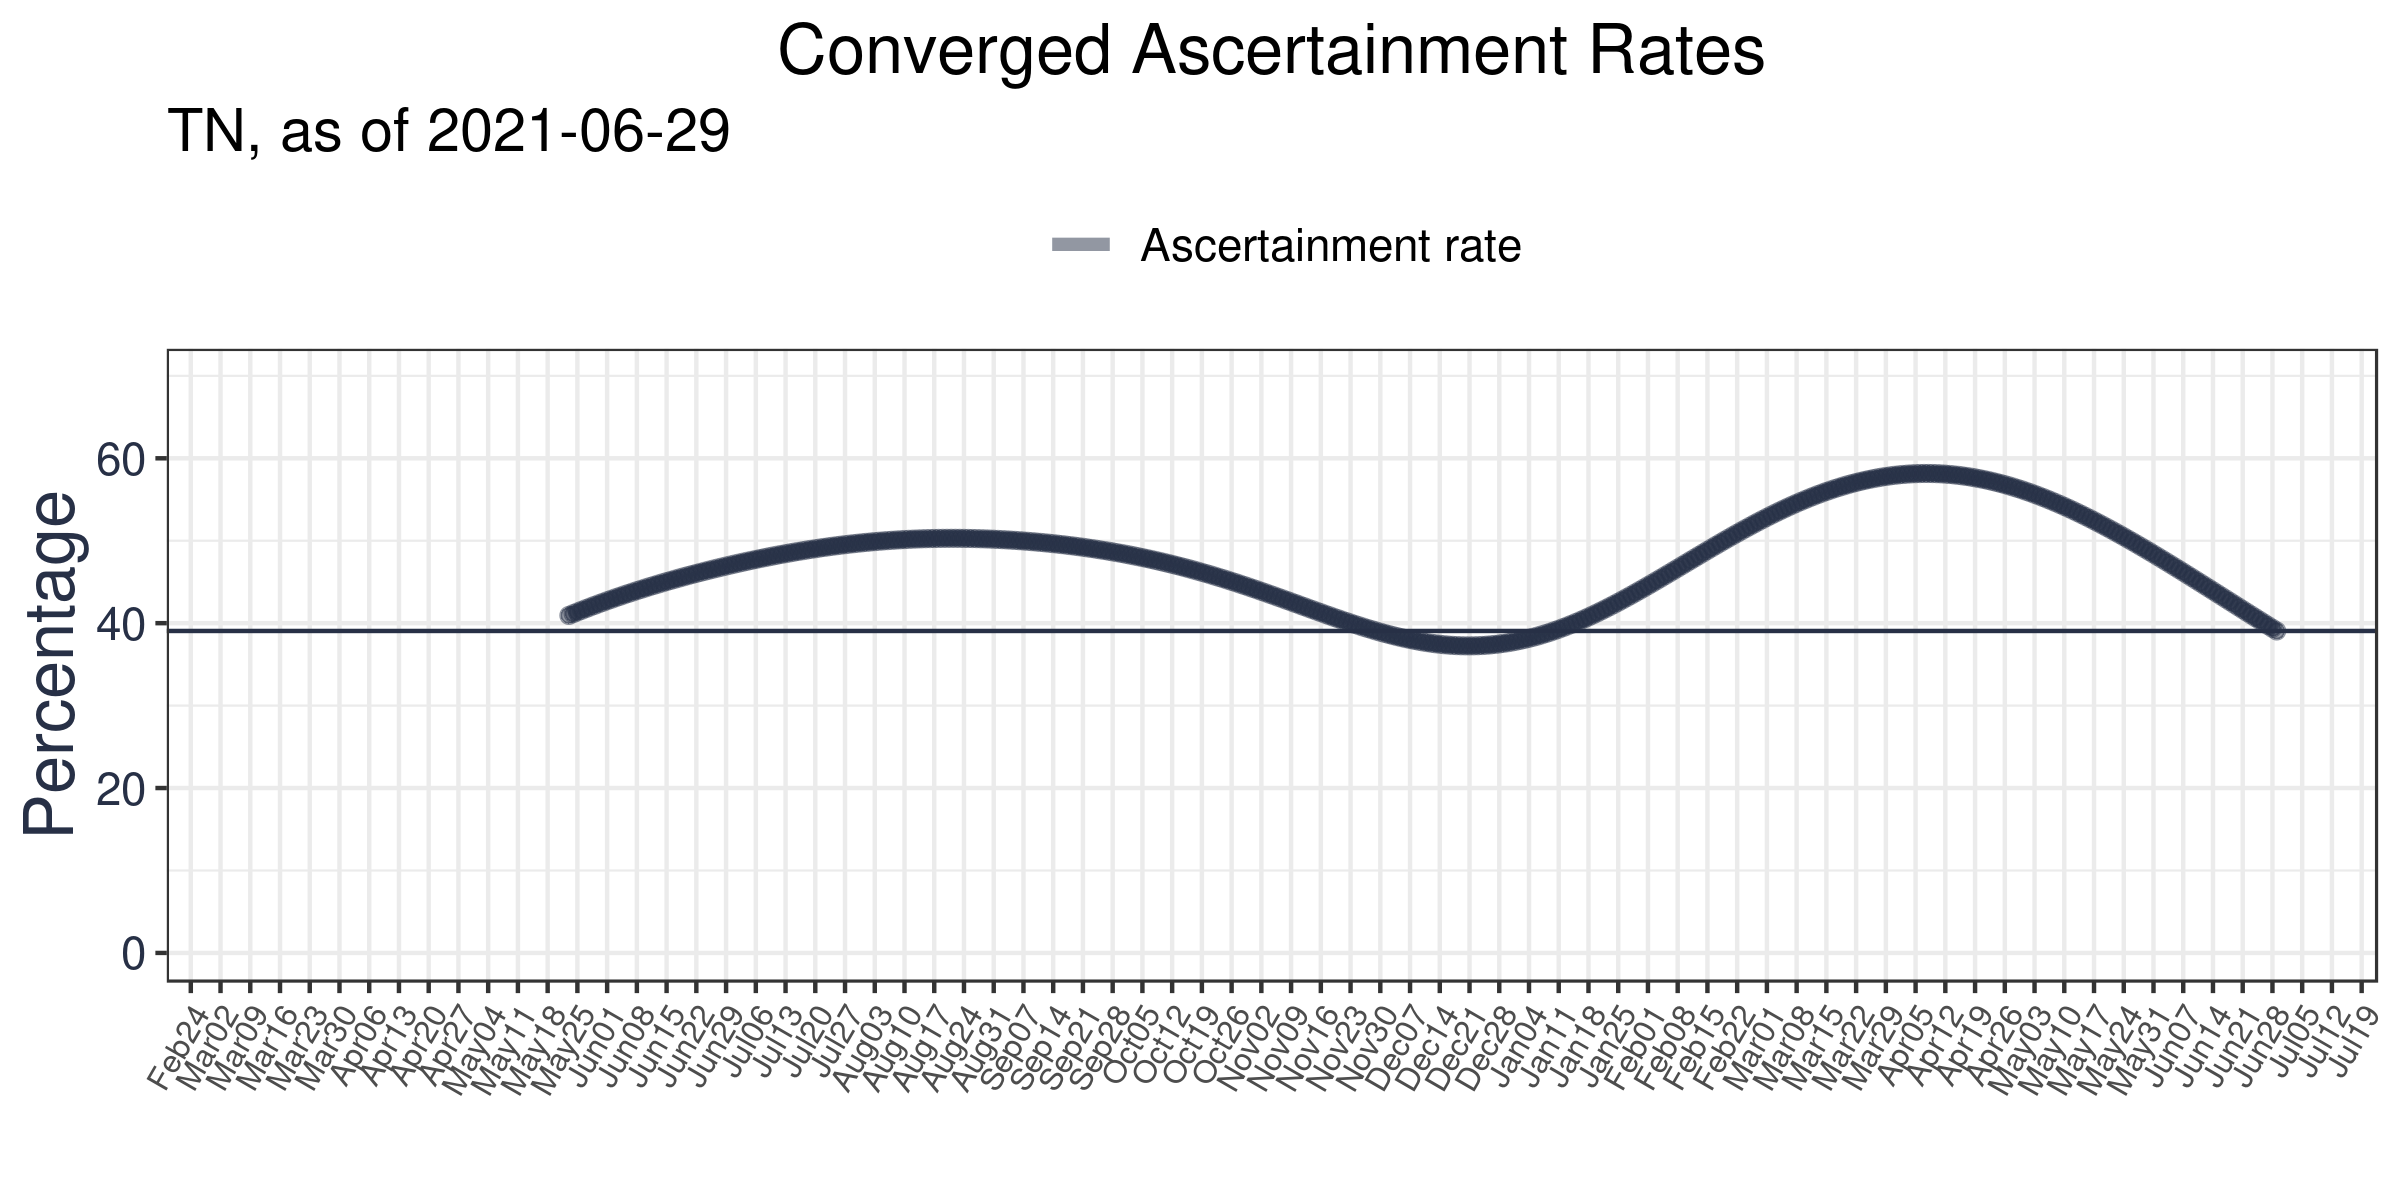 Converged Ascertainment Rates
TN, as of 2021-06-29
Ascertainment rate
Percentage
60
40
20
0
Feb24 Mar02 Mar09 Mar16 Mar23 Mar30 Apr06 Apr13 Apr20 Apr27 May04 May11 May18 May25 Jun01 Jun08 Jun15 Jun22 Jun29 Jul06 Jul13 Jul20 Jul27 Aug03 Aug10 Aug17 Aug24 Aug31 Sep07 Sep14 Sep21 Sep28 Oct05 Oct12 Oct19 Oct26 Nov02 Nov09 Nov16 Nov23 Nov30 Dec07 Dec14 Dec21 Dec28 Jan04 Jan11 Jan18 Jan25 Feb01 Feb08 Feb15 Feb22 Mar01 Mar08 Mar15 Mar22 Mar29 Apr05 Apr12 Apr19 Apr26 May03 May10 May17 May24 May31 Jun07 Jun14 Jun21 Jun28 Jul05 Jul12 Jul19